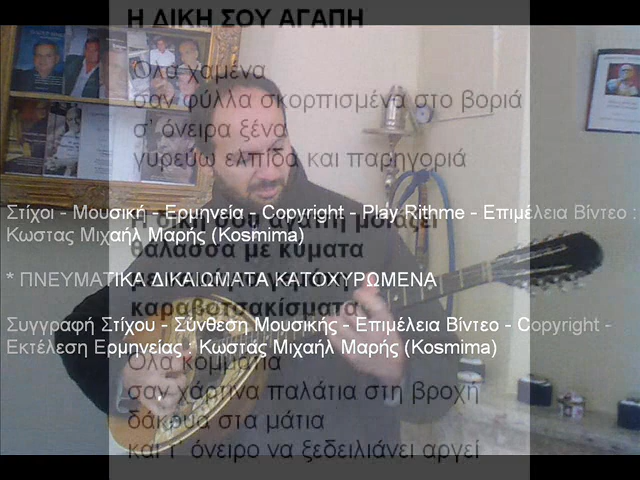 Η ΔΙΚΗ ΣΟΥ ΑΓΑΠΗ
Όλα χαμένα
σαν φύλλα σκορπισμένα στο βοριά
σ' όνειρα ξένα
γυρεύω ελπίδα και παρηγοριά
Στίχοι - Μουσική - Ερμηνεία - Copyright - Play Rithme - Επιμέλεια Βίντεο :
Κωστας Μιχαήλ Μαρής (Kosmima)
αγάπη μοιάζει
θάλασσα με κύματα
* ΠΝΕΥΜΑΤΙΚΑ ΔΙΚΑΙΩΜΑΤΑ ΚΑΤΟΧΥΡΩΜΕΝΑ
καραβοτσακίσματα
Συγγραφή Στίχου - Σύνθεση Μουσικής - Επιμέλεια Βίντεο - Copyright -
Εκτέλεση Ερμηνείας : Κωστας Μιχαήλ Μαρής (Kosmima)
Όλα κομμάτια
σαν χάρτινα παλάτια στη βροχή
δάκρυα στα μάτια
και τ' όνειρο να ξεδειλιάνει αργεί